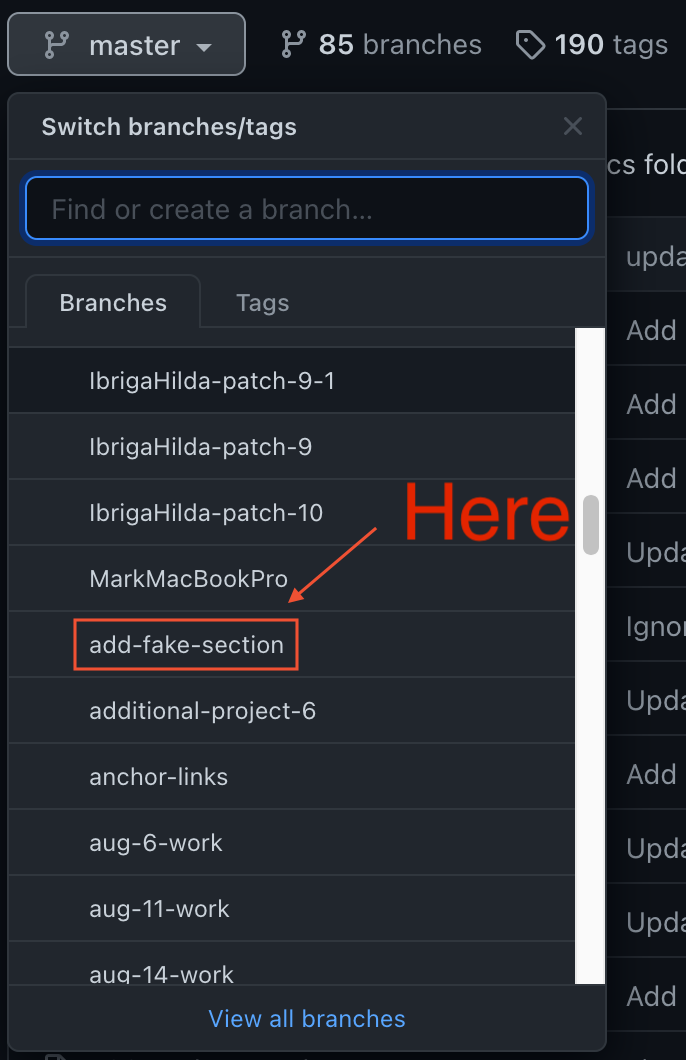 master
85 branches
190 tags
Switch branches/tags
Find or create a branch...
Branches
Tags
IbrigaHilda-patch-9-1
IbrigaHilda-patch-9
IbrigaHilda-patch-10
Here
MarkMacBookPro
add-fake-section
additional-project-6
anchor-links
aug-6-work
aug-11-work
aug-14-work
View all branches
cs fold
upda
Add
Add
Add
Upda
Ignor
Upda
Add
Upda
Upda
Add